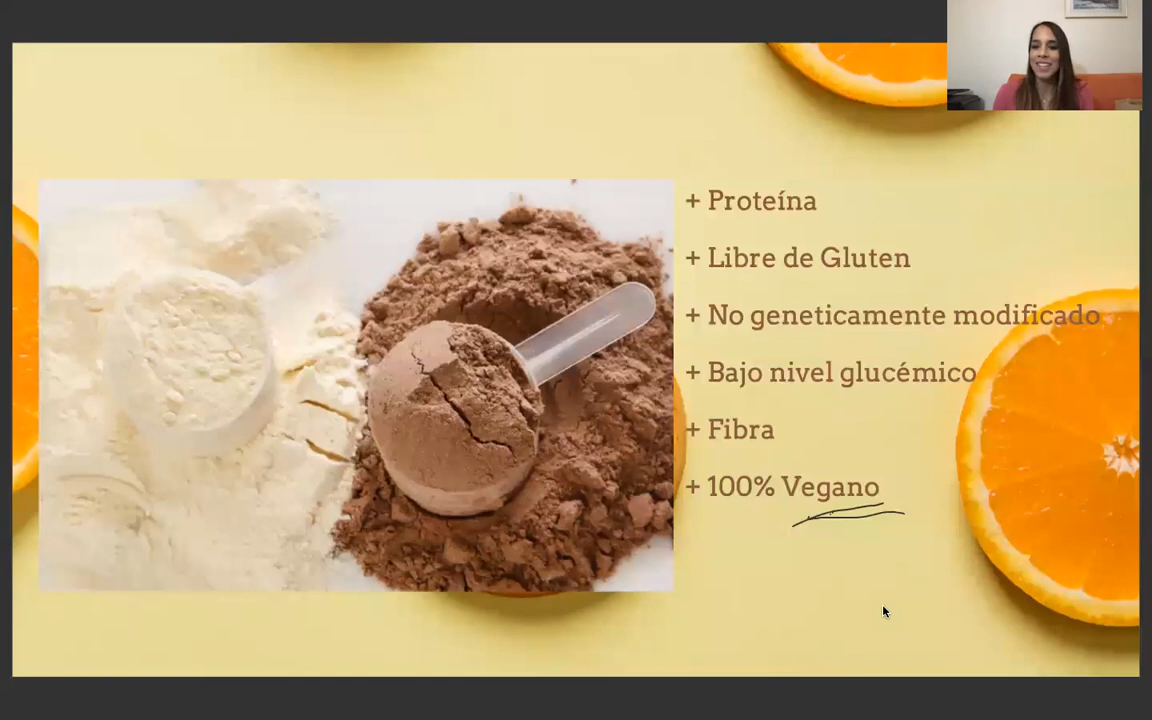 + Proteína
+ Libre de Gluten
+ No geneticamente modificado
+ Bajo nivel glucémico
+ Fibra
+ 100% Vegano